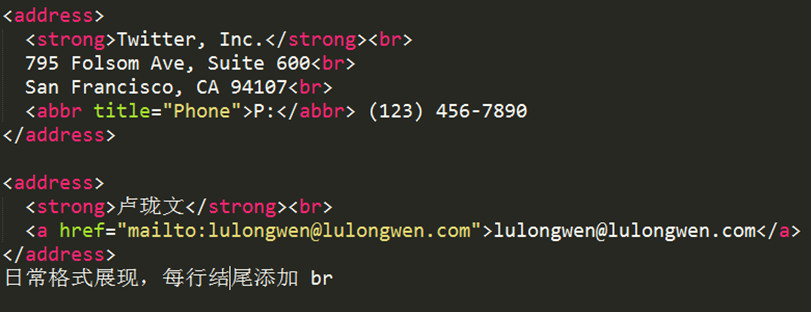 <address>
<strong>Twitter, Inc.</strong><br>
795 Folsom Ave, Suite 600<br>
San Francisco, CA 94107<br>
<abbr title="Phone">P:</abbr> (123) 456-7890
</address>
<address>
<strong>卢珑文</strong><br>
<a href="mailto:lulongwen@lulongwen.com">lulongwen@lulongwen.com</a>
</address>
日常格式展现，每行结尾添加 br